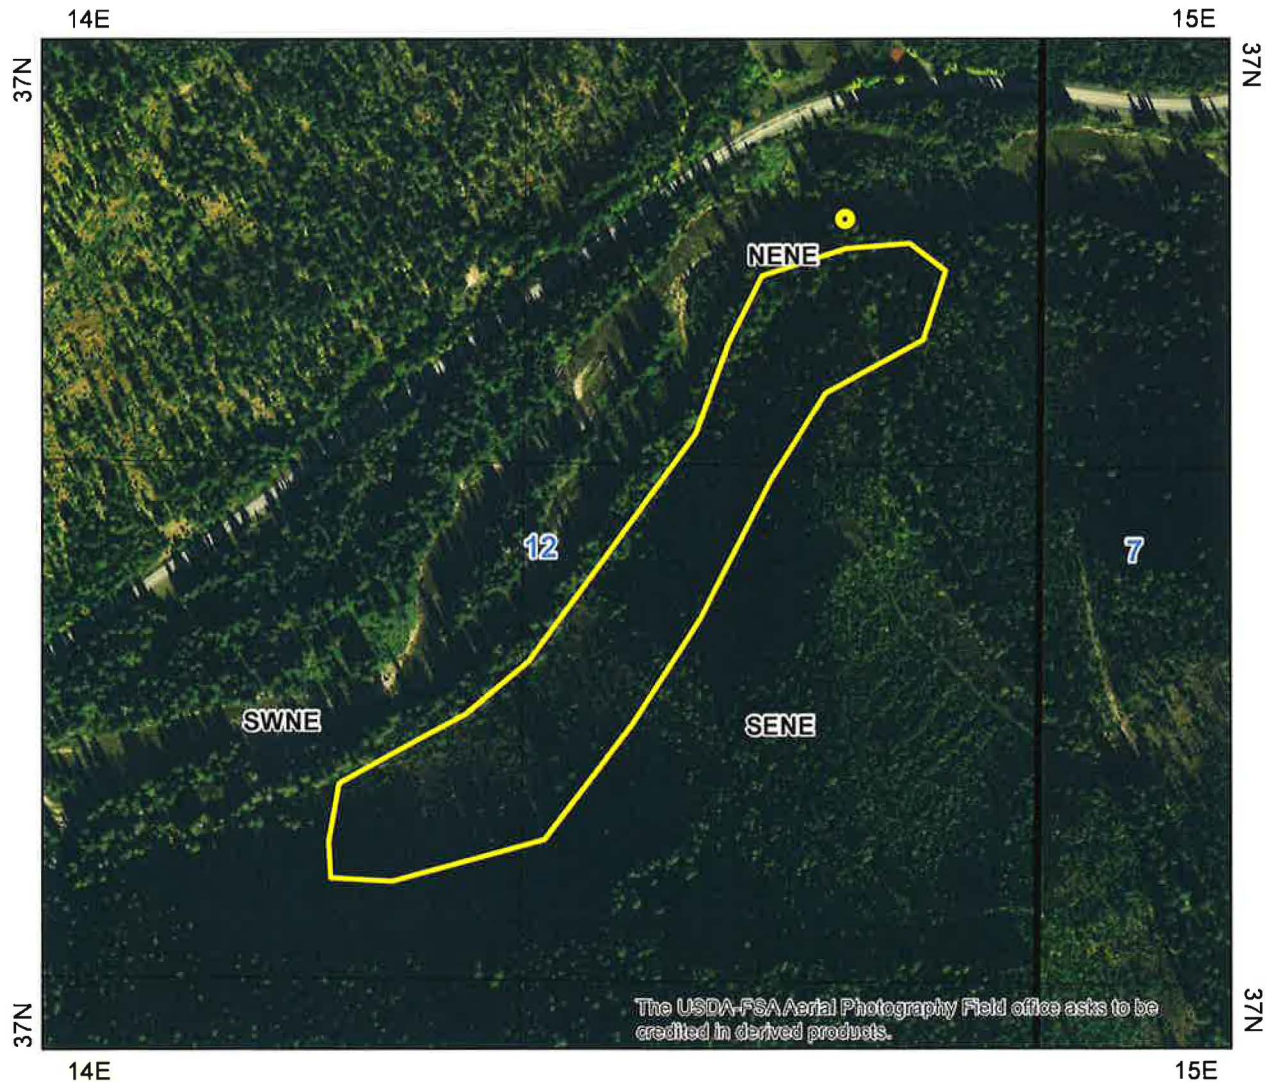 14E
15E
37N
37N
NENE
12
7
SWNE
SENE
The USDA-FSA Aerial Photography Field office asks to be
credited in derived products.
37N
37N
14E
15E